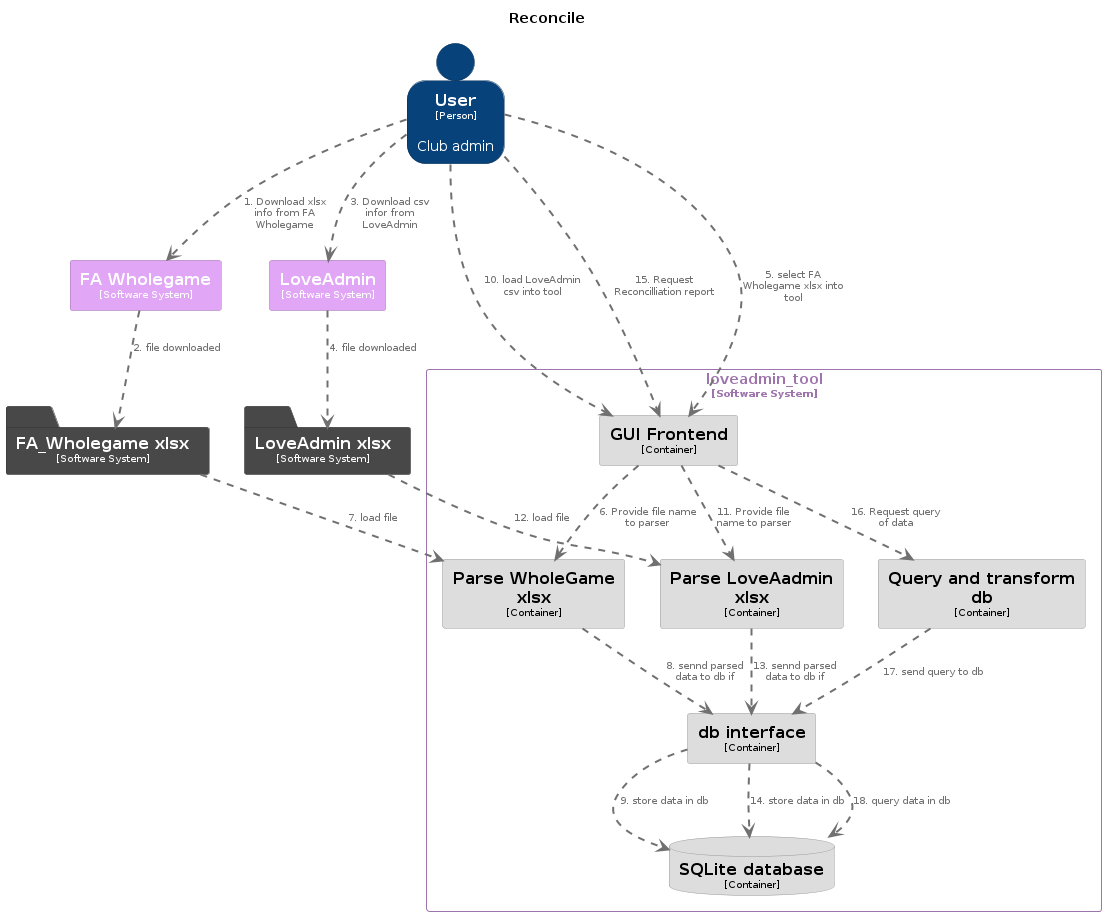 Reconcile
User
[Person]
Club admin
1. Download xlsx
info from FA
Wholegame
3. Download csv
infor from
LoveAdmin
10. load LoveAdmin
csv into tool
15. Request
Reconcilliation report
5. select FA
Wholegame xlsx into
tool
FA Wholegame
[Software System]
LoveAdmin
[Software System]
2. file downloaded
4. file downloaded
loveadmin_tool
[Software System]
FA_Wholegame xlsx
[Software System]
LoveAdmin xlsx
[Software System]
GUI Frontend
[Container]
7. load file
12. load file
6. Provide file name
to parser
11. Provide file
name to parser
16. Request query
of data
Parse WholeGame
xlsx
[Container]
Parse LoveAadmin
xlsx
[Container]
Query and transform
db
[Container]
8. sennd parsed
data to db if
13. sennd parsed
data to db if
17. send query to db
db interface
[Container]
9. store data in db
14. store data in db
18. query data in db
SQLite database
[Container]